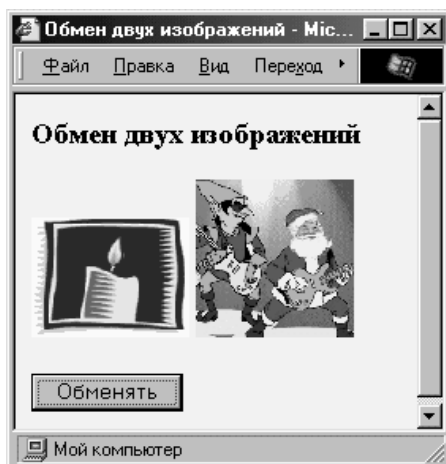 Обмен двух изображений - Mic...
Файл Правка Вид Переход
Обмен двух изображений
Обменять
Мой компьютер